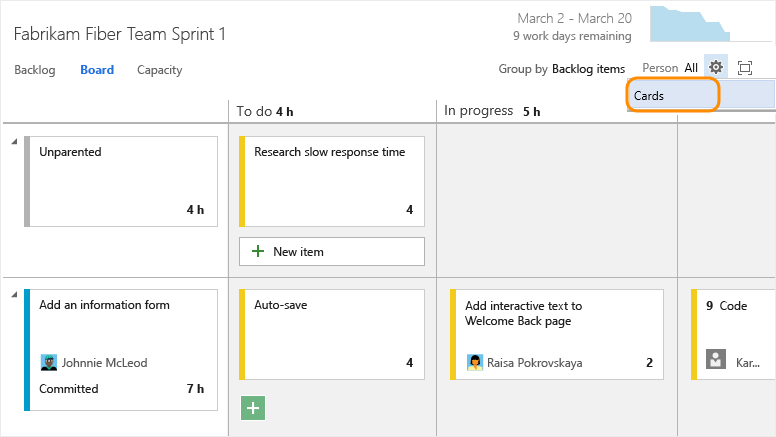 Fabrikam Fiber Team Sprint 1
March 2 - March 20
9 work days remaining
Backlog Board Capacity
Group by Backlog items Person All
Cards
To do 4 h
In progress 5 h
Unparented
4 h
Research slow response time
4
+ New item
Add an information form
Johnnie McLeod
Committed 7 h
Auto-save
4
+
Add interactive text to
Welcome Back page
Raisa Pokrovskaya 2
9 Code
Kar...